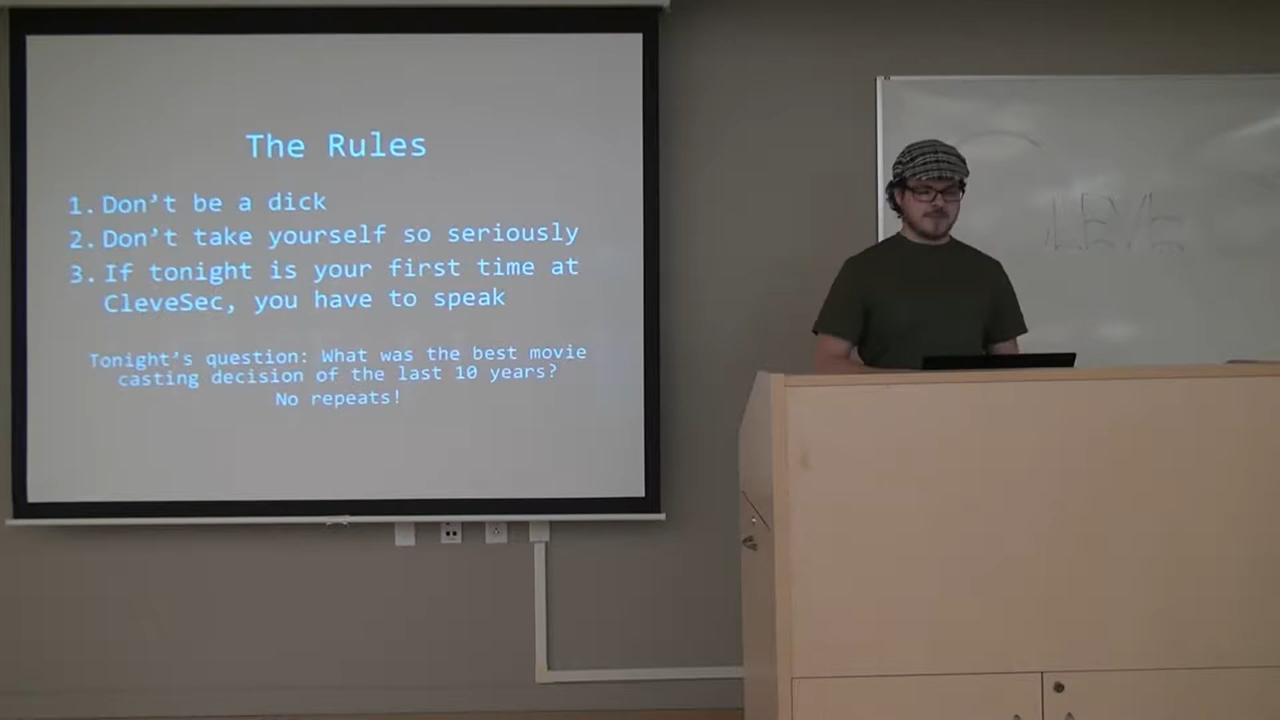 The Rules
1. Don't be a dick
2. Don't take yourself so seriously
3. If tonight is your first time at
CleveSec, you have to speak
Tonight's question: What was the best movie
casting decision of the last 10 years?
No repeats!
LEVE